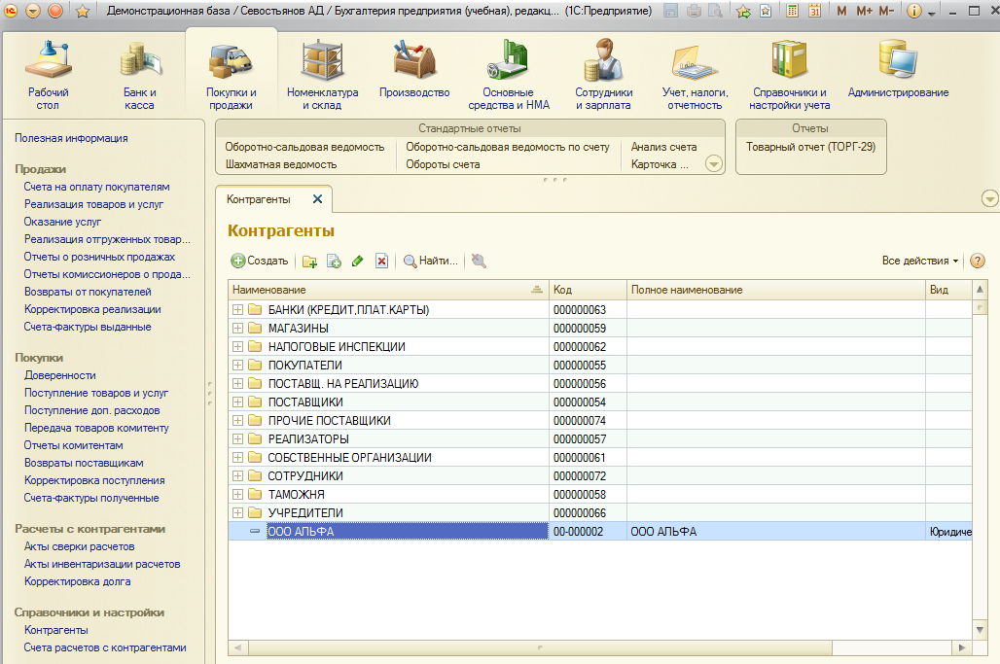 1С
Демонстрационная база / Севостьянов АД / Бухгалтерия предприятия (учебная), редакц... (1С:Предприятие)
31
M M+ M-
Рабочий
стол
Банк и
касса
Покупки и
продажи
Номенклатура
и склад
Производство
Основные
средства и НМА
Сотрудники
и зарплата
Учет, налоги,
отчетность
Справочники и
настройки учета
Администрирование
Полезная информация
Продажи
Счета на оплату покупателям
Реализация товаров и услуг
Оказание услуг
Реализация отгруженных товар...
Отчеты о розничных продажах
Отчеты комиссионеров о прода...
Возвраты от покупателей
Корректировка реализации
Счета-фактуры выданные
Покупки
Доверенности
Поступление товаров и услуг
Поступление доп. расходов
Передача товаров комитенту
Отчеты комитентам
Возвраты поставщикам
Корректировка поступления
Счета-фактуры полученные
Расчеты с контрагентами
Акты сверки расчетов
Акты инвентаризации расчетов
Корректировка долга
Справочники и настройки
Контрагенты
Счета расчетов с контрагентами
Стандартные отчеты
Оборотно-сальдовая ведомость Оборотно-сальдовая ведомость по счету Анализ счета
Шахматная ведомость Обороты счета Карточка ...
Отчеты
Товарный отчет (ТОРГ-29)
Контрагенты
Контрагенты
Создать Найти... Все действия ?
Наименование Код Полное наименование Вид
БАНКИ (КРЕДИТ,ПЛАТ.КАРТЫ) 000000063
МАГАЗИНЫ 000000059
НАЛОГОВЫЕ ИНСПЕКЦИИ 000000062
ПОКУПАТЕЛИ 000000055
ПОСТАВЩ. НА РЕАЛИЗАЦИЮ 000000056
ПОСТАВЩИКИ 000000054
ПРОЧИЕ ПОСТАВЩИКИ 000000074
РЕАЛИЗАТОРЫ 000000057
СОБСТВЕННЫЕ ОРГАНИЗАЦИИ 000000061
СОТРУДНИКИ 000000072
ТАМОЖНЯ 000000058
УЧРЕДИТЕЛИ 000000066
ООО АЛЬФА 00-000002 ООО АЛЬФА Юридиче